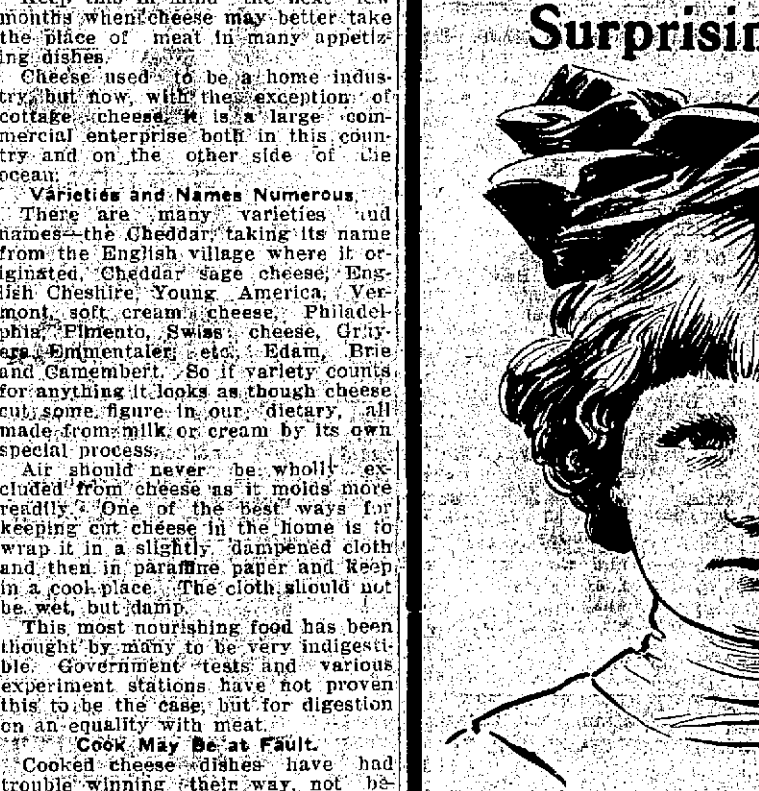 Keep this in mind the next few
months when cheese may better take
the place of meat in many appetiz-
ing dishes.
Cheese used to be a home indus-
try, but now, with the exception of
cottage cheese, it is a large com-
mercial enterprise both in this coun-
try and on the other side of the
ocean.
Varieties and Names Numerous.
There are many varieties and
names—the Cheddar, taking its name
from the English village where it or-
iginated, Cheddar sage cheese, Eng-
lish Cheshire, Young America, Ver-
mont, soft cream cheese, Philadel-
phia, Pimento, Swiss cheese, Gruy-
ers, Emmentaler, etc., Edam, Brie
and Camembert. So if variety counts
for anything it looks as though cheese
cut some figure in our dietary, all
made from milk or cream by its own
special process.
Air should never be wholly ex-
cluded from cheese as it molds more
readily. One of the best ways for
keeping cut cheese in the home is to
wrap it in a slightly dampened cloth
and then in paraffine paper and keep
in a cool place. The cloth should not
be wet, but damp.
This most nourishing food has been
thought by many to be very indigesti-
ble. Government tests and various
experiment stations have not proven
this to be the case, but for digestion
on an equality with meat.
Cook May Be at Fault.
Cooked cheese dishes have had
trouble winning their way, not be-
Surprisin